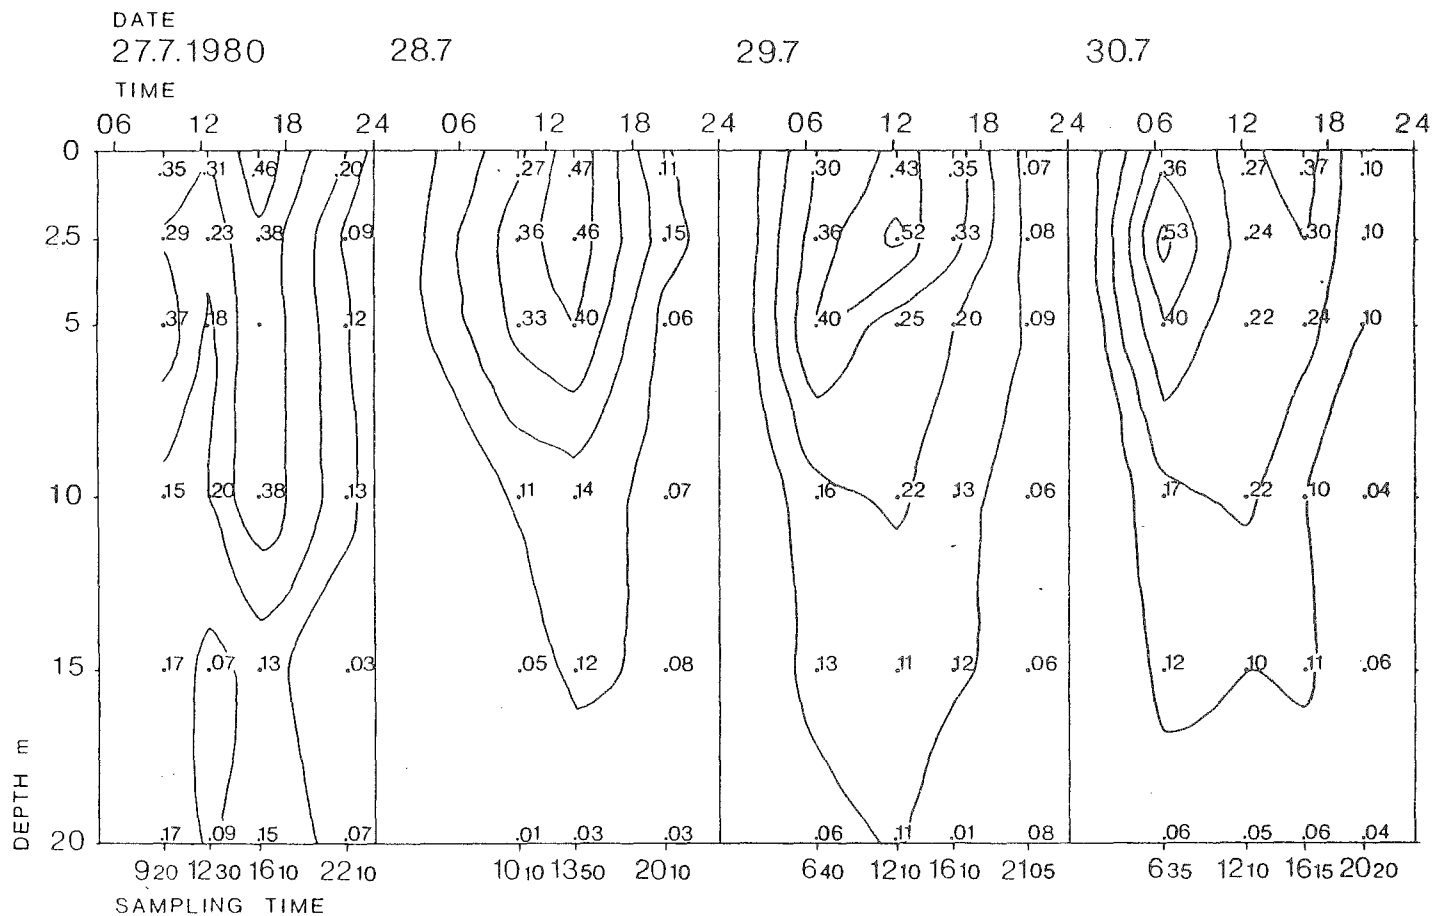 DATE
27.7.1980 28.7 29.7 30.7
TIME
06 12 18 24 06 12 18 24 06 12 18 24 06 12 18 24
0
.35 .31 .46 .20 .27 .47 .11 .30 .43 .35 .07 .36 .27 .37 .10
2.5 .29 .23 .38 .09 .36 .46 .15 .36 .52 .33 .08 .53 .24 .30 .10
5 .37 .18 . .12 .33 .40 .06 .40 .25 .20 .09 .40 .22 .24 .10
10 .15 .20 .38 .13 .11 .14 .07 .16 .22 .13 .06 .17 .22 .10 .04
15 .17 .07 .13 .03 .05 .12 .08 .13 .11 .12 .06 .12 .10 .11 .06
20 .17 .09 .15 .07 .01 .03 .03 .06 .11 .01 .08 .06 .05 .06 .04
DEPTH m
920 1230 1610 2210 1010 1350 2010 640 1210 1610 2105 635 1210 1615 2020
SAMPLING TIME